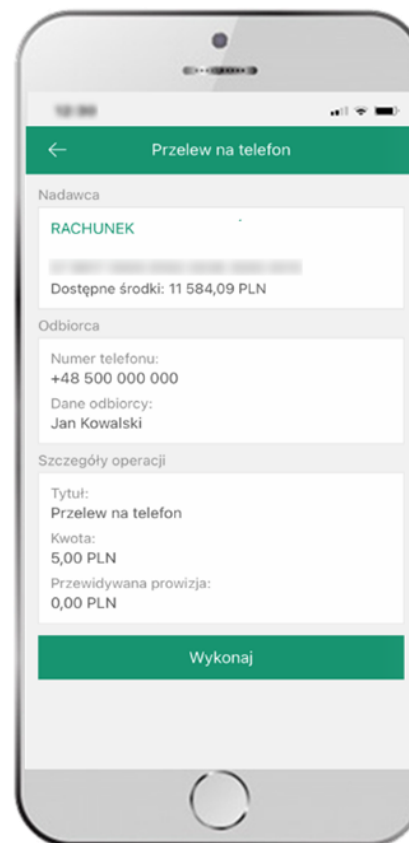 Przelew na telefon
Nadawca
RACHUNEK
Dostępne środki: 11 584,09 PLN
Odbiorca
Numer telefonu:
+48 500 000 000
Dane odbiorcy:
Jan Kowalski
Szczegóły operacji
Tytuł:
Przelew na telefon
Kwota:
5,00 PLN
Przewidywana prowizja:
0,00 PLN
Wykonaj